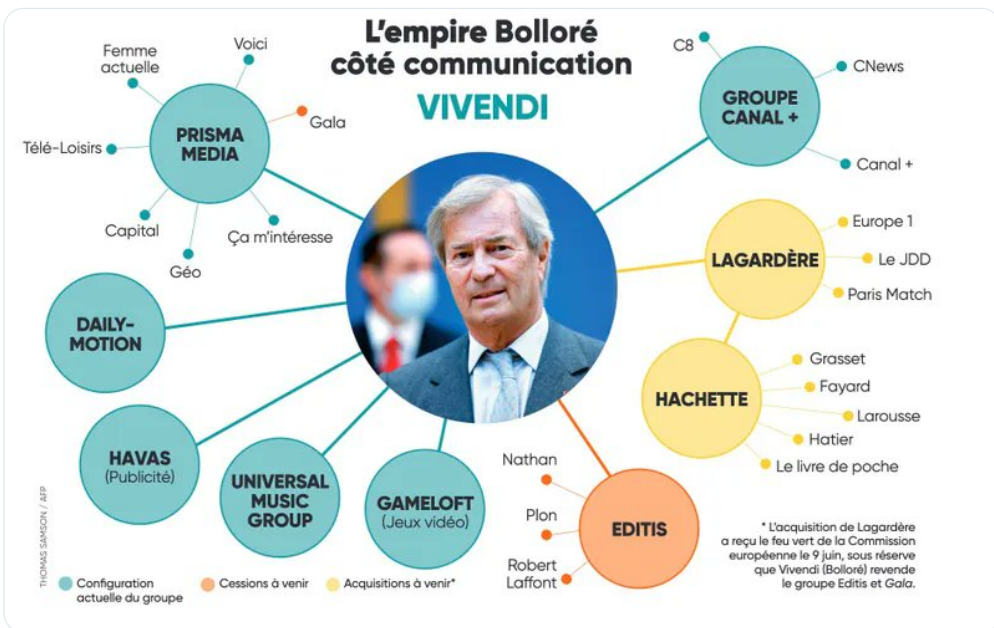 L'empire Bolloré
côté communication
VIVENDI
Femme
actuelle
Voici
Gala
Télé-Loisirs
PRISMA
MEDIA
Capital
Géo
Ça m'intéresse
C8
CNews
GROUPE
CANAL +
Canal +
LAGARDÈRE
Europe 1
Le JDD
Paris Match
HACHETTE
Grasset
Fayard
Larousse
Hatier
Le livre de poche
DAILY-
MOTION
HAVAS
(Publicité)
UNIVERSAL
MUSIC
GROUP
GAMELOFT
(Jeux vidéo)
Nathan
Plon
Robert
Laffont
EDITIS
* L'acquisition de Lagardère
a reçu le feu vert de la Commission
européenne le 9 juin, sous réserve
que Vivendi (Bolloré) revende
le groupe Editis et Gala.
THOMAS SAMSON / AFP
Configuration
actuelle du groupe
Cessions à venir
Acquisitions à venir*